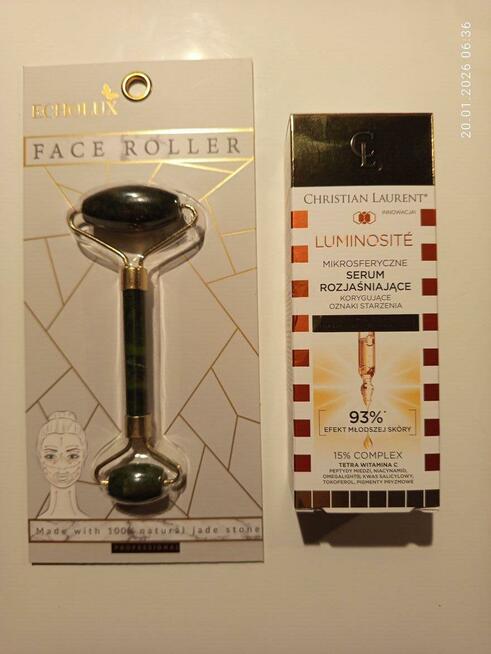 20.01.2026 06:36
ECHOLUX
FACE ROLLER
Made with 100% natural jade stone
PROFESSIONAL
CL
CHRISTIAN LAURENT®
INNOWACJA!
LUMINOSITÉ
MIKROSFERYCZNE
SERUM
ROZJAŚNIAJĄCE
KORYGUJĄCE
OZNAKI STARZENIA
93%*
EFEKT MŁODSZEJ SKÓRY
15% COMPLEX
TETRA WITAMINA C
PEPTYDY MIEDZI, NIACYNAMID,
OMEGALIGHT®, KWAS SALICYLOWY,
TOKOFEROL, PIGMENTY PRYZMOWE